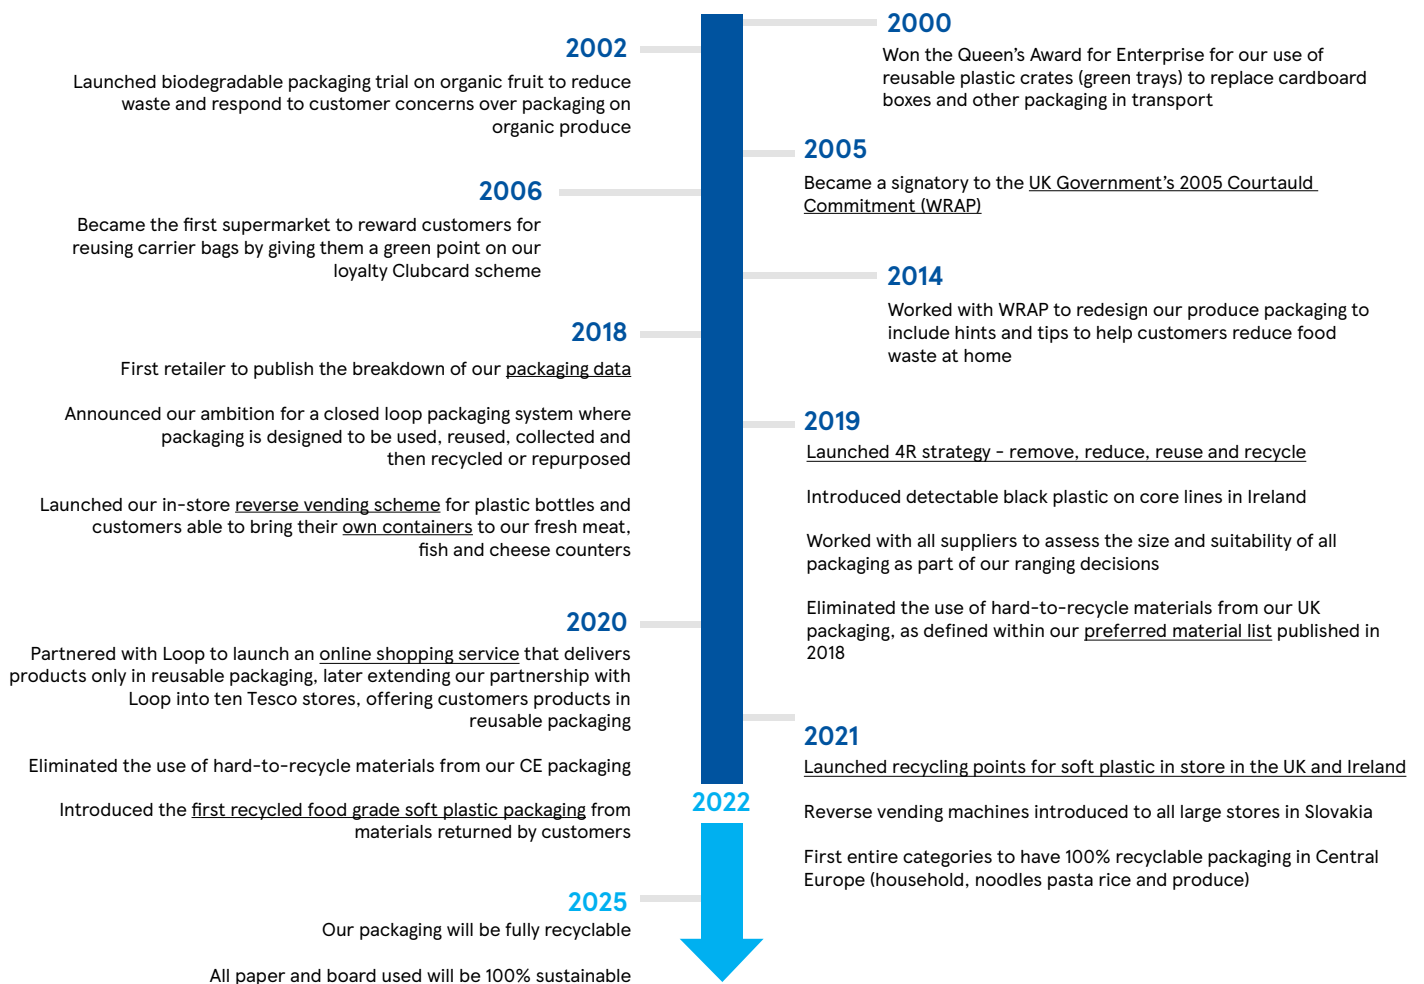 2000
Won the Queen’s Award for Enterprise for our use of
reusable plastic crates (green trays) to replace cardboard
boxes and other packaging in transport
2002
Launched biodegradable packaging trial on organic fruit to reduce
waste and respond to customer concerns over packaging on
organic produce
2005
Became a signatory to the UK Government’s 2005 Courtauld
Commitment (WRAP)
2006
Became the first supermarket to reward customers for
reusing carrier bags by giving them a green point on our
loyalty Clubcard scheme
2014
Worked with WRAP to redesign our produce packaging to
include hints and tips to help customers reduce food
waste at home
2018
First retailer to publish the breakdown of our packaging data
Announced our ambition for a closed loop packaging system where
packaging is designed to be used, reused, collected and
then recycled or repurposed
Launched our in-store reverse vending scheme for plastic bottles and
customers able to bring their own containers to our fresh meat,
fish and cheese counters
2019
Launched 4R strategy - remove, reduce, reuse and recycle
Introduced detectable black plastic on core lines in Ireland
Worked with all suppliers to assess the size and suitability of all
packaging as part of our ranging decisions
Eliminated the use of hard-to-recycle materials from our UK
packaging, as defined within our preferred material list published in
2018
2020
Partnered with Loop to launch an online shopping service that delivers
products only in reusable packaging, later extending our partnership with
Loop into ten Tesco stores, offering customers products in
reusable packaging
Eliminated the use of hard-to-recycle materials from our CE packaging
Introduced the first recycled food grade soft plastic packaging from
materials returned by customers
2021
Launched recycling points for soft plastic in store in the UK and Ireland
Reverse vending machines introduced to all large stores in Slovakia
First entire categories to have 100% recyclable packaging in Central
Europe (household, noodles pasta rice and produce)
2022
2025
Our packaging will be fully recyclable
All paper and board used will be 100% sustainable